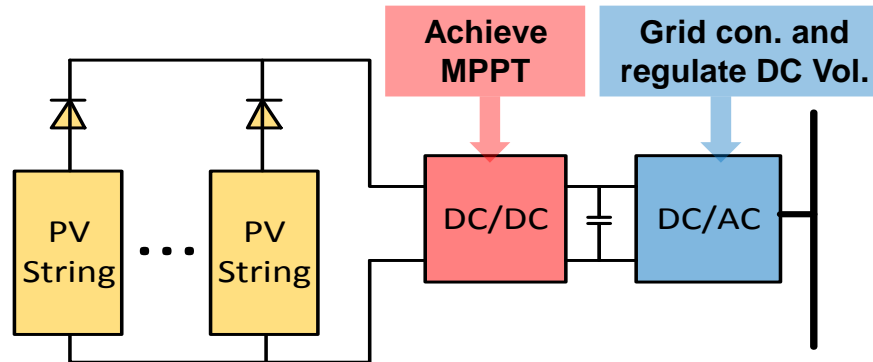 Achieve
MPPT
Grid con. and
regulate DC Vol.
PV
String
...
PV
String
DC/DC
DC/AC